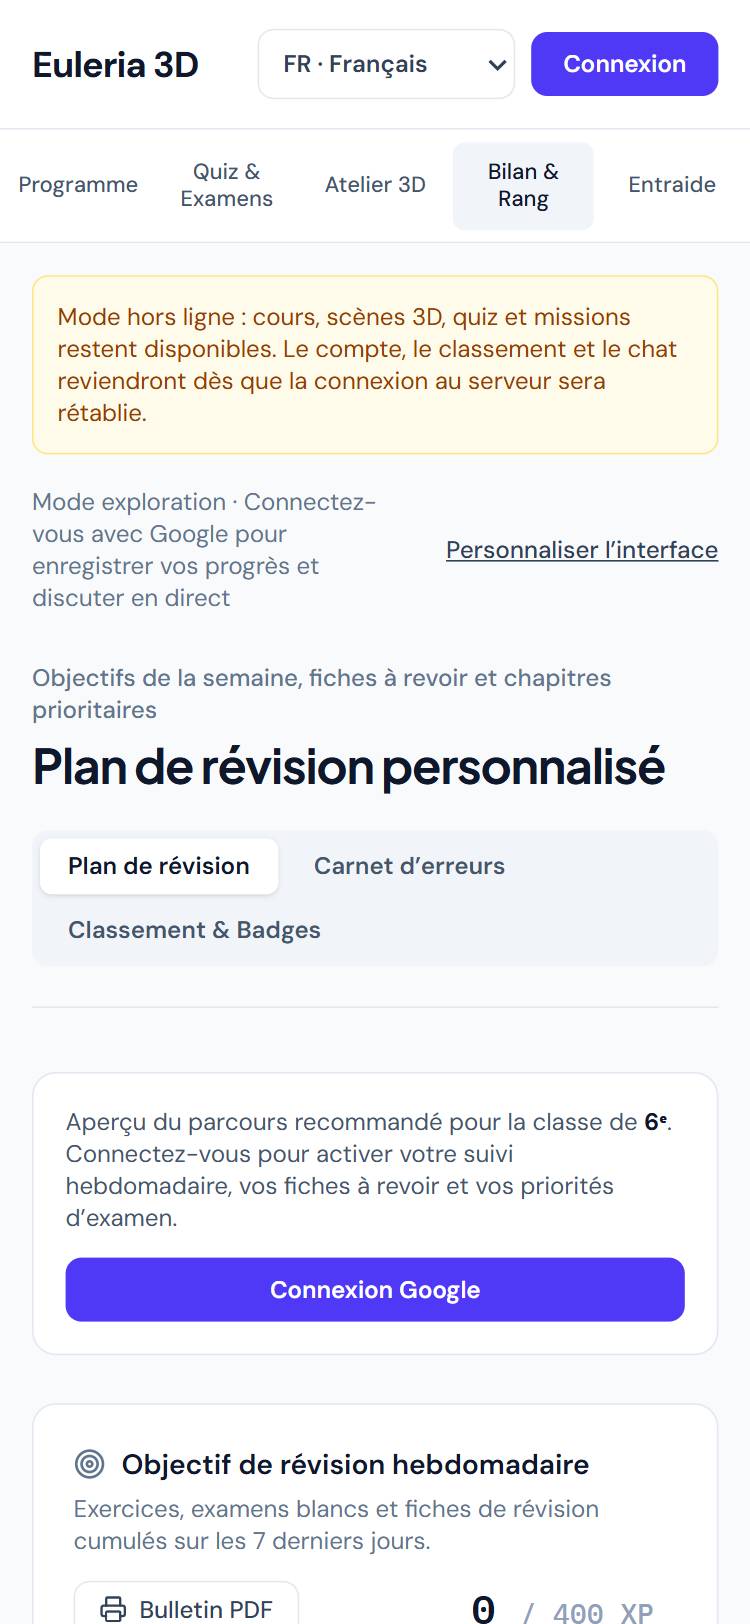 Euleria 3D
FR · Français
Connexion
Programme
Quiz &
Examens
Atelier 3D
Bilan &
Rang
Entraide
Mode hors ligne : cours, scènes 3D, quiz et missions
restent disponibles. Le compte, le classement et le chat
reviendront dès que la connexion au serveur sera
rétablie.
Mode exploration · Connectez-
vous avec Google pour
enregistrer vos progrès et
discuter en direct
Personnaliser l’interface
Objectifs de la semaine, fiches à revoir et chapitres
prioritaires
Plan de révision personnalisé
Plan de révision
Carnet d’erreurs
Classement & Badges
Aperçu du parcours recommandé pour la classe de 6ᵉ.
Connectez-vous pour activer votre suivi
hebdomadaire, vos fiches à revoir et vos priorités
d’examen.
Connexion Google
Objectif de révision hebdomadaire
Exercices, examens blancs et fiches de révision
cumulés sur les 7 derniers jours.
Bulletin PDF
0 / 400 XP